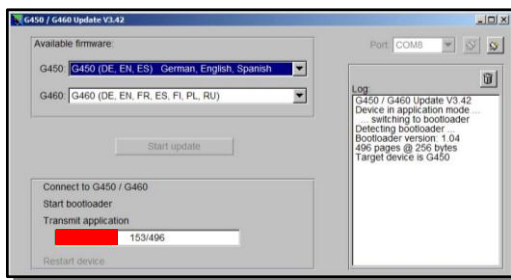 G450 / G460 Update V3.42
Available firmware:
G450: G450 (DE, EN, ES) German, English, Spanish
G460: G460 (DE, EN, FR, ES, FI, PL, RU)
Start update
Connect to G450 / G460
Start bootloader
Transmit application
153/496
Restart device
Port: COM8
Log:
G450 / G460 Update V3.42
Device in application mode ...
... switching to bootloader
Detecting bootloader ...
Bootloader version: 1.04
496 pages @ 256 bytes
Target device is G450